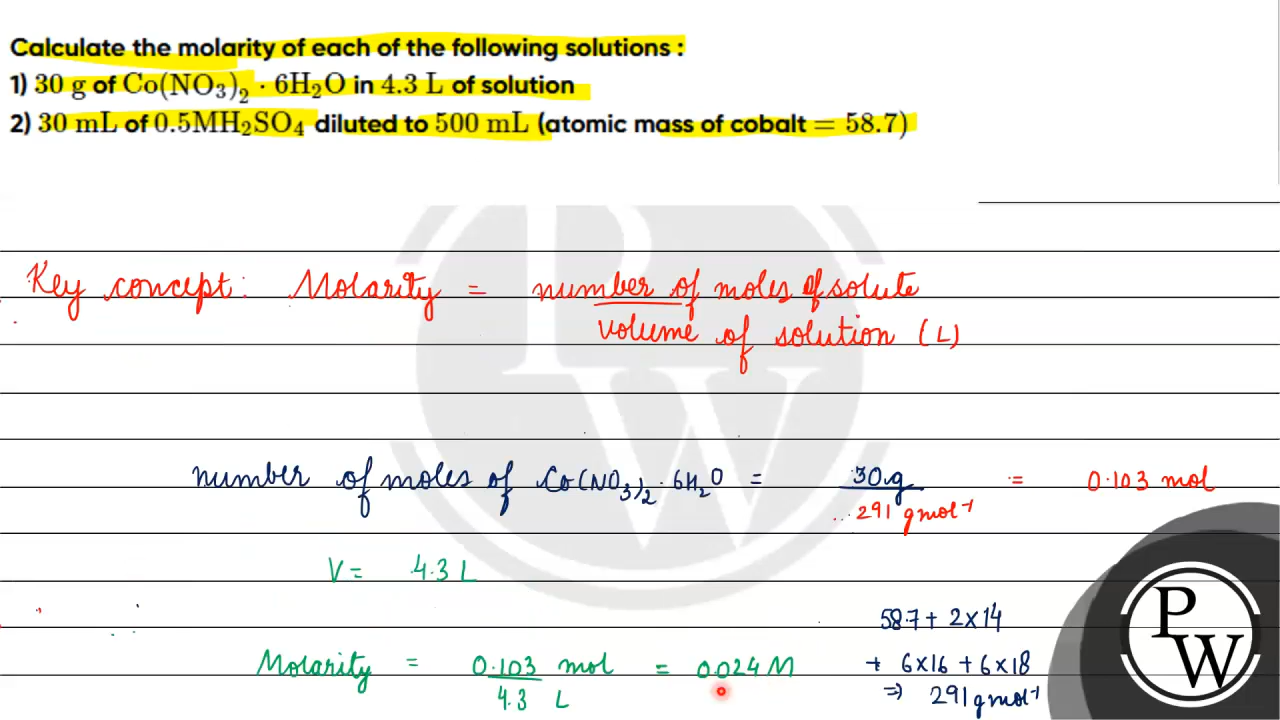 Calculate the molarity of each of the following solutions :
1) 30 g of Co(NO₃)₂ · 6H₂O in 4.3 L of solution
2) 30 mL of 0.5MH₂SO₄ diluted to 500 mL (atomic mass of cobalt = 58.7)
Key concept: Molarity = number of moles of solute
volume of solution (L)
number of moles of Co(NO₃)₂ · 6H₂O = 30 g = 0.103 mol
291 g mol⁻¹
V = 4.3 L
58.7 + 2×14
Molarity = 0.103 mol = 0.024 M + 6×16 + 6×18
4.3 L ⇒ 291 g mol⁻¹
PW